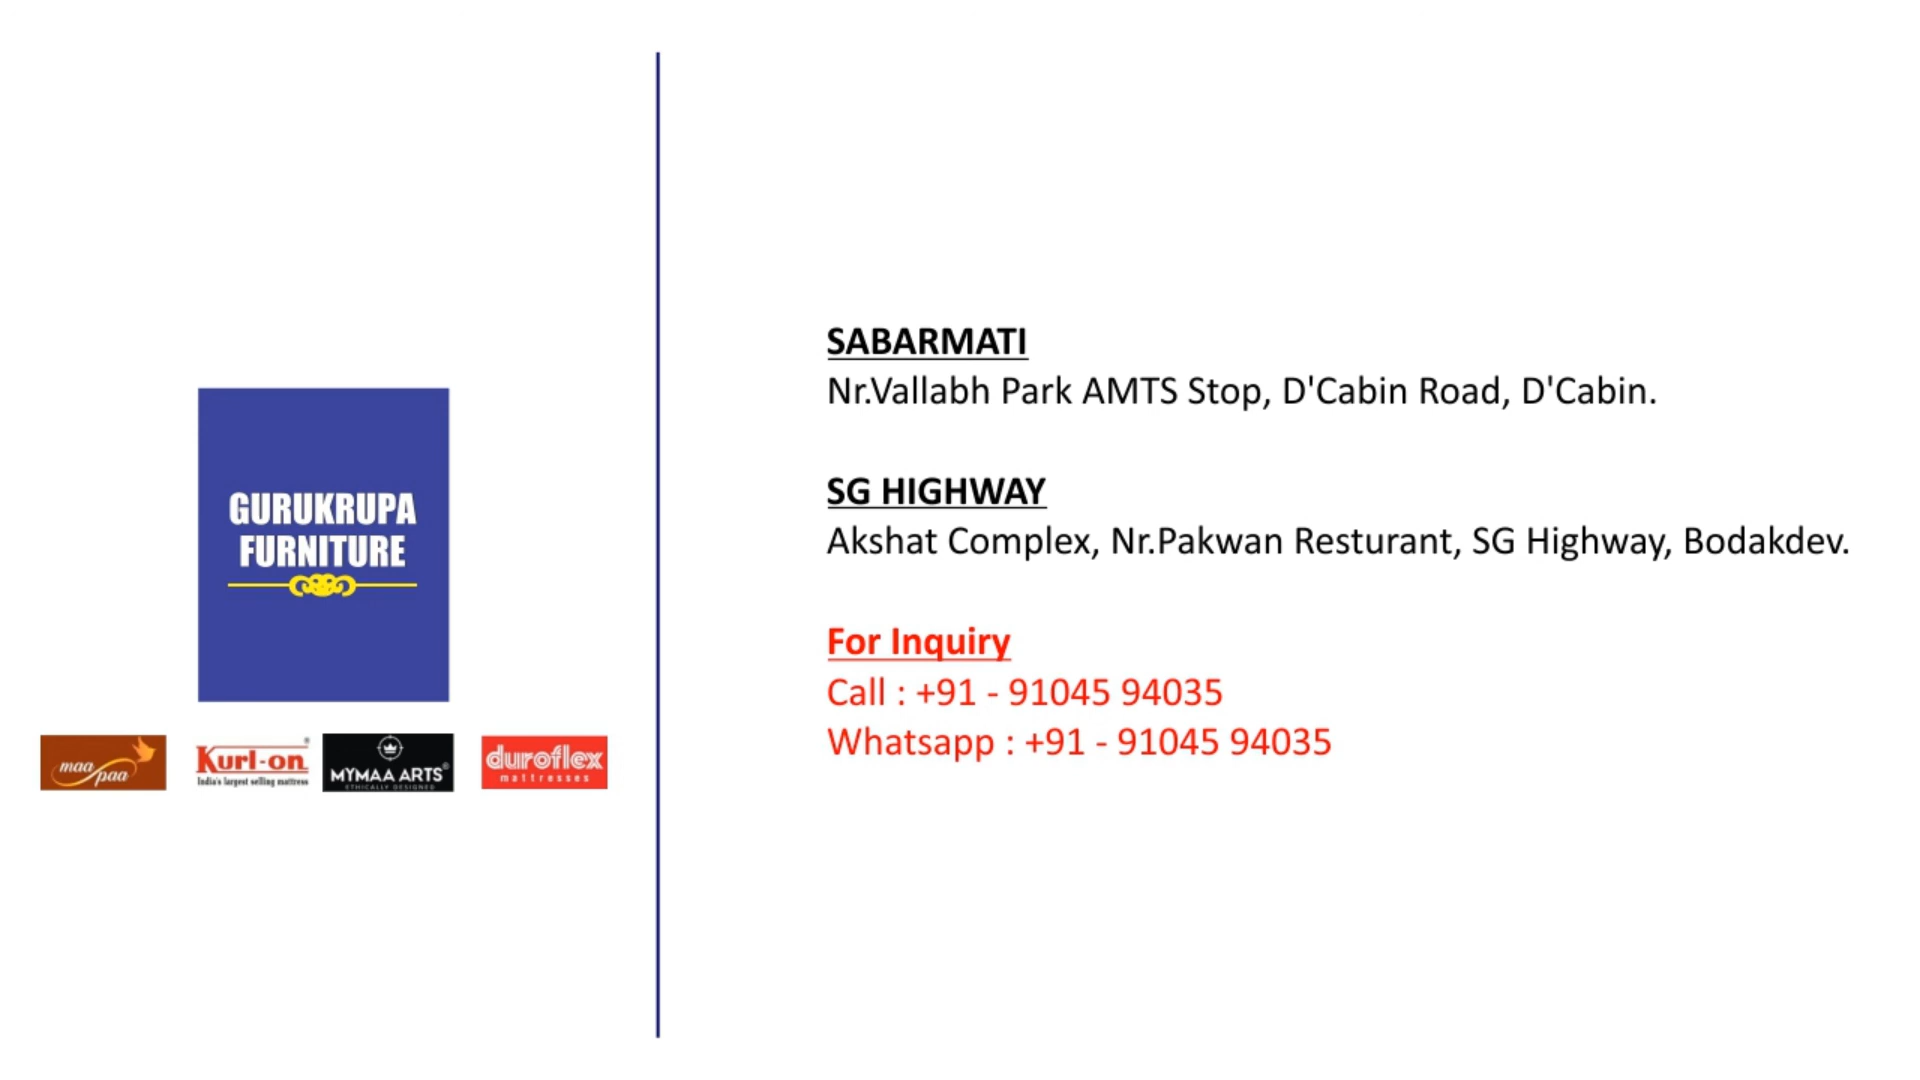 GURUKRUPA
FURNITURE
maa
paa
Kurl-on®
India's largest selling mattress
MYMAA ARTS®
ETHICALLY DESIGNED
duroflex
mattresses
SABARMATI
Nr.Vallabh Park AMTS Stop, D'Cabin Road, D'Cabin.
SG HIGHWAY
Akshat Complex, Nr.Pakwan Resturant, SG Highway, Bodakdev.
For Inquiry
Call : +91 - 91045 94035
Whatsapp : +91 - 91045 94035